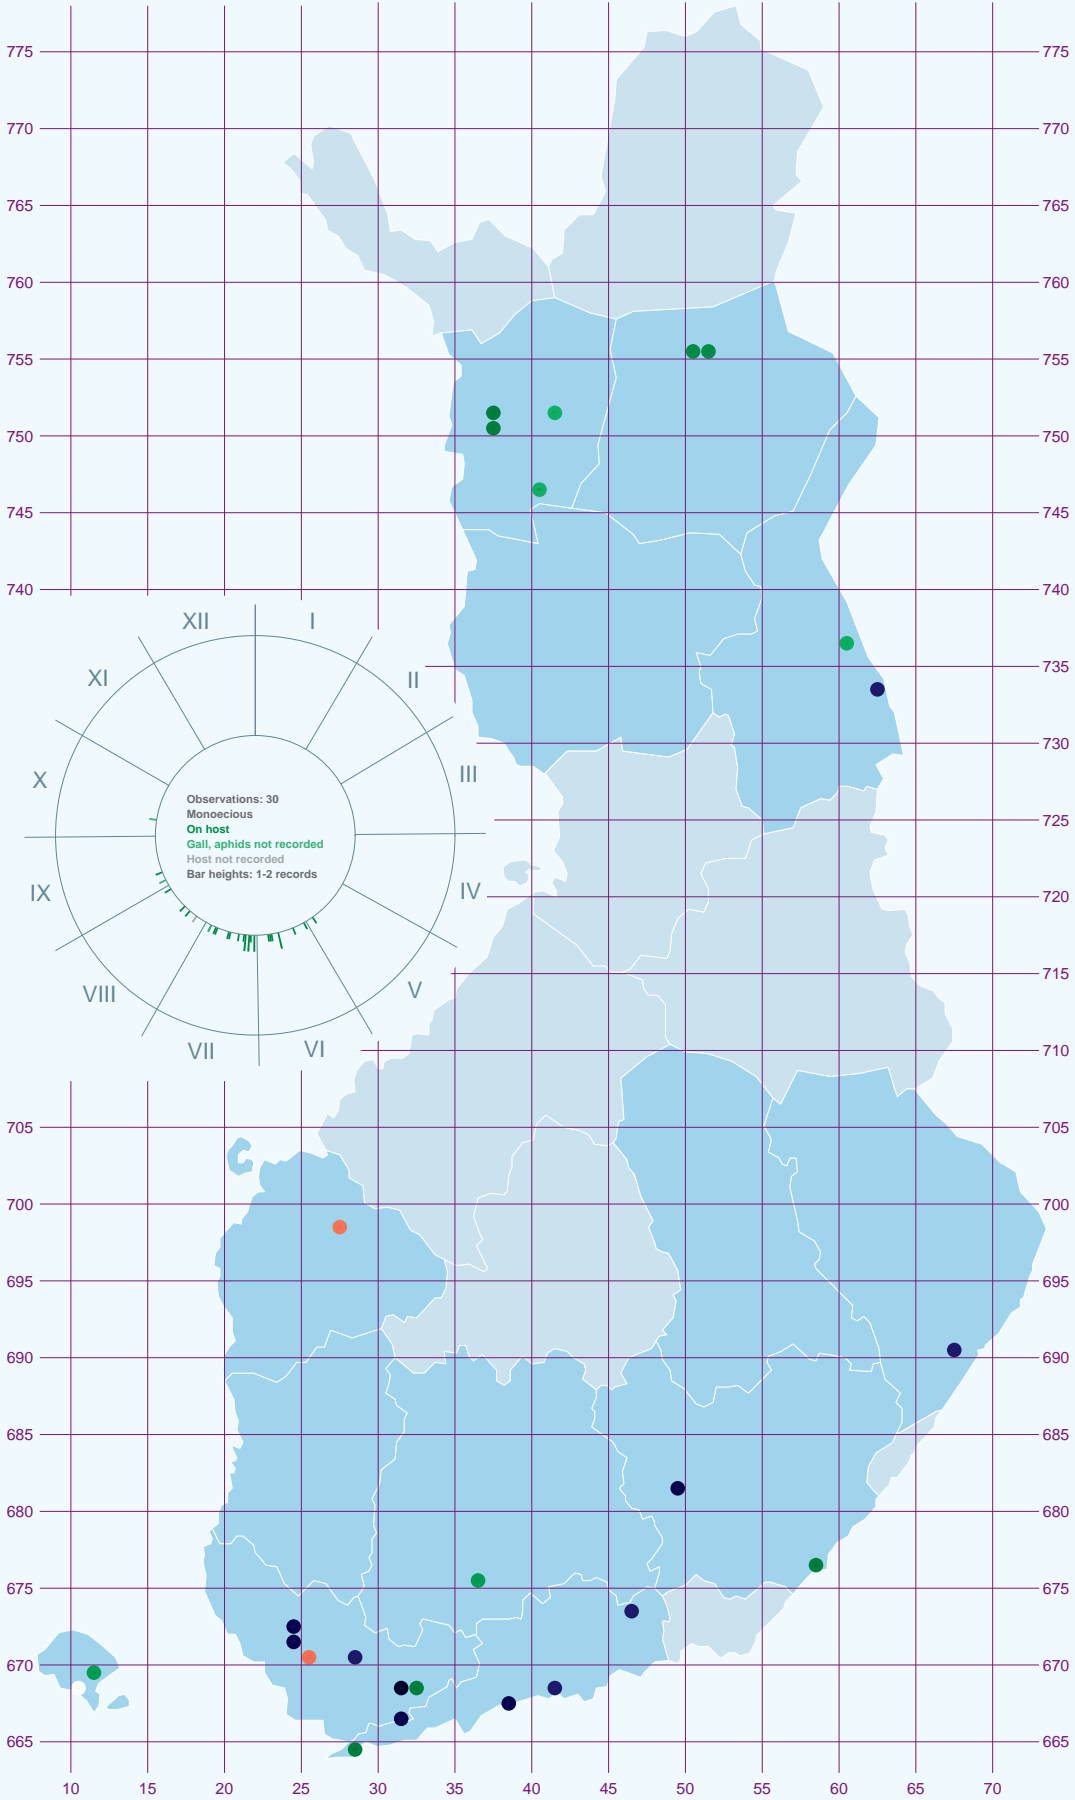 775 775
770 770
765 765
760 760
755 755
750 750
745 745
740 740
XII I
XI II
735 735
730 730
X III
Observations: 30
Monoecious
On host
725 725
Gall, aphids not recorded
Host not recorded
Bar heights: 1-2 records
IX IV
720 720
715 715
VIII V
VII VI
710 710
705 705
700 700
695 695
690 690
685 685
680 680
675 675
670 670
665 665
10 15 20 25 30 35 40 45 50 55 60 65 70